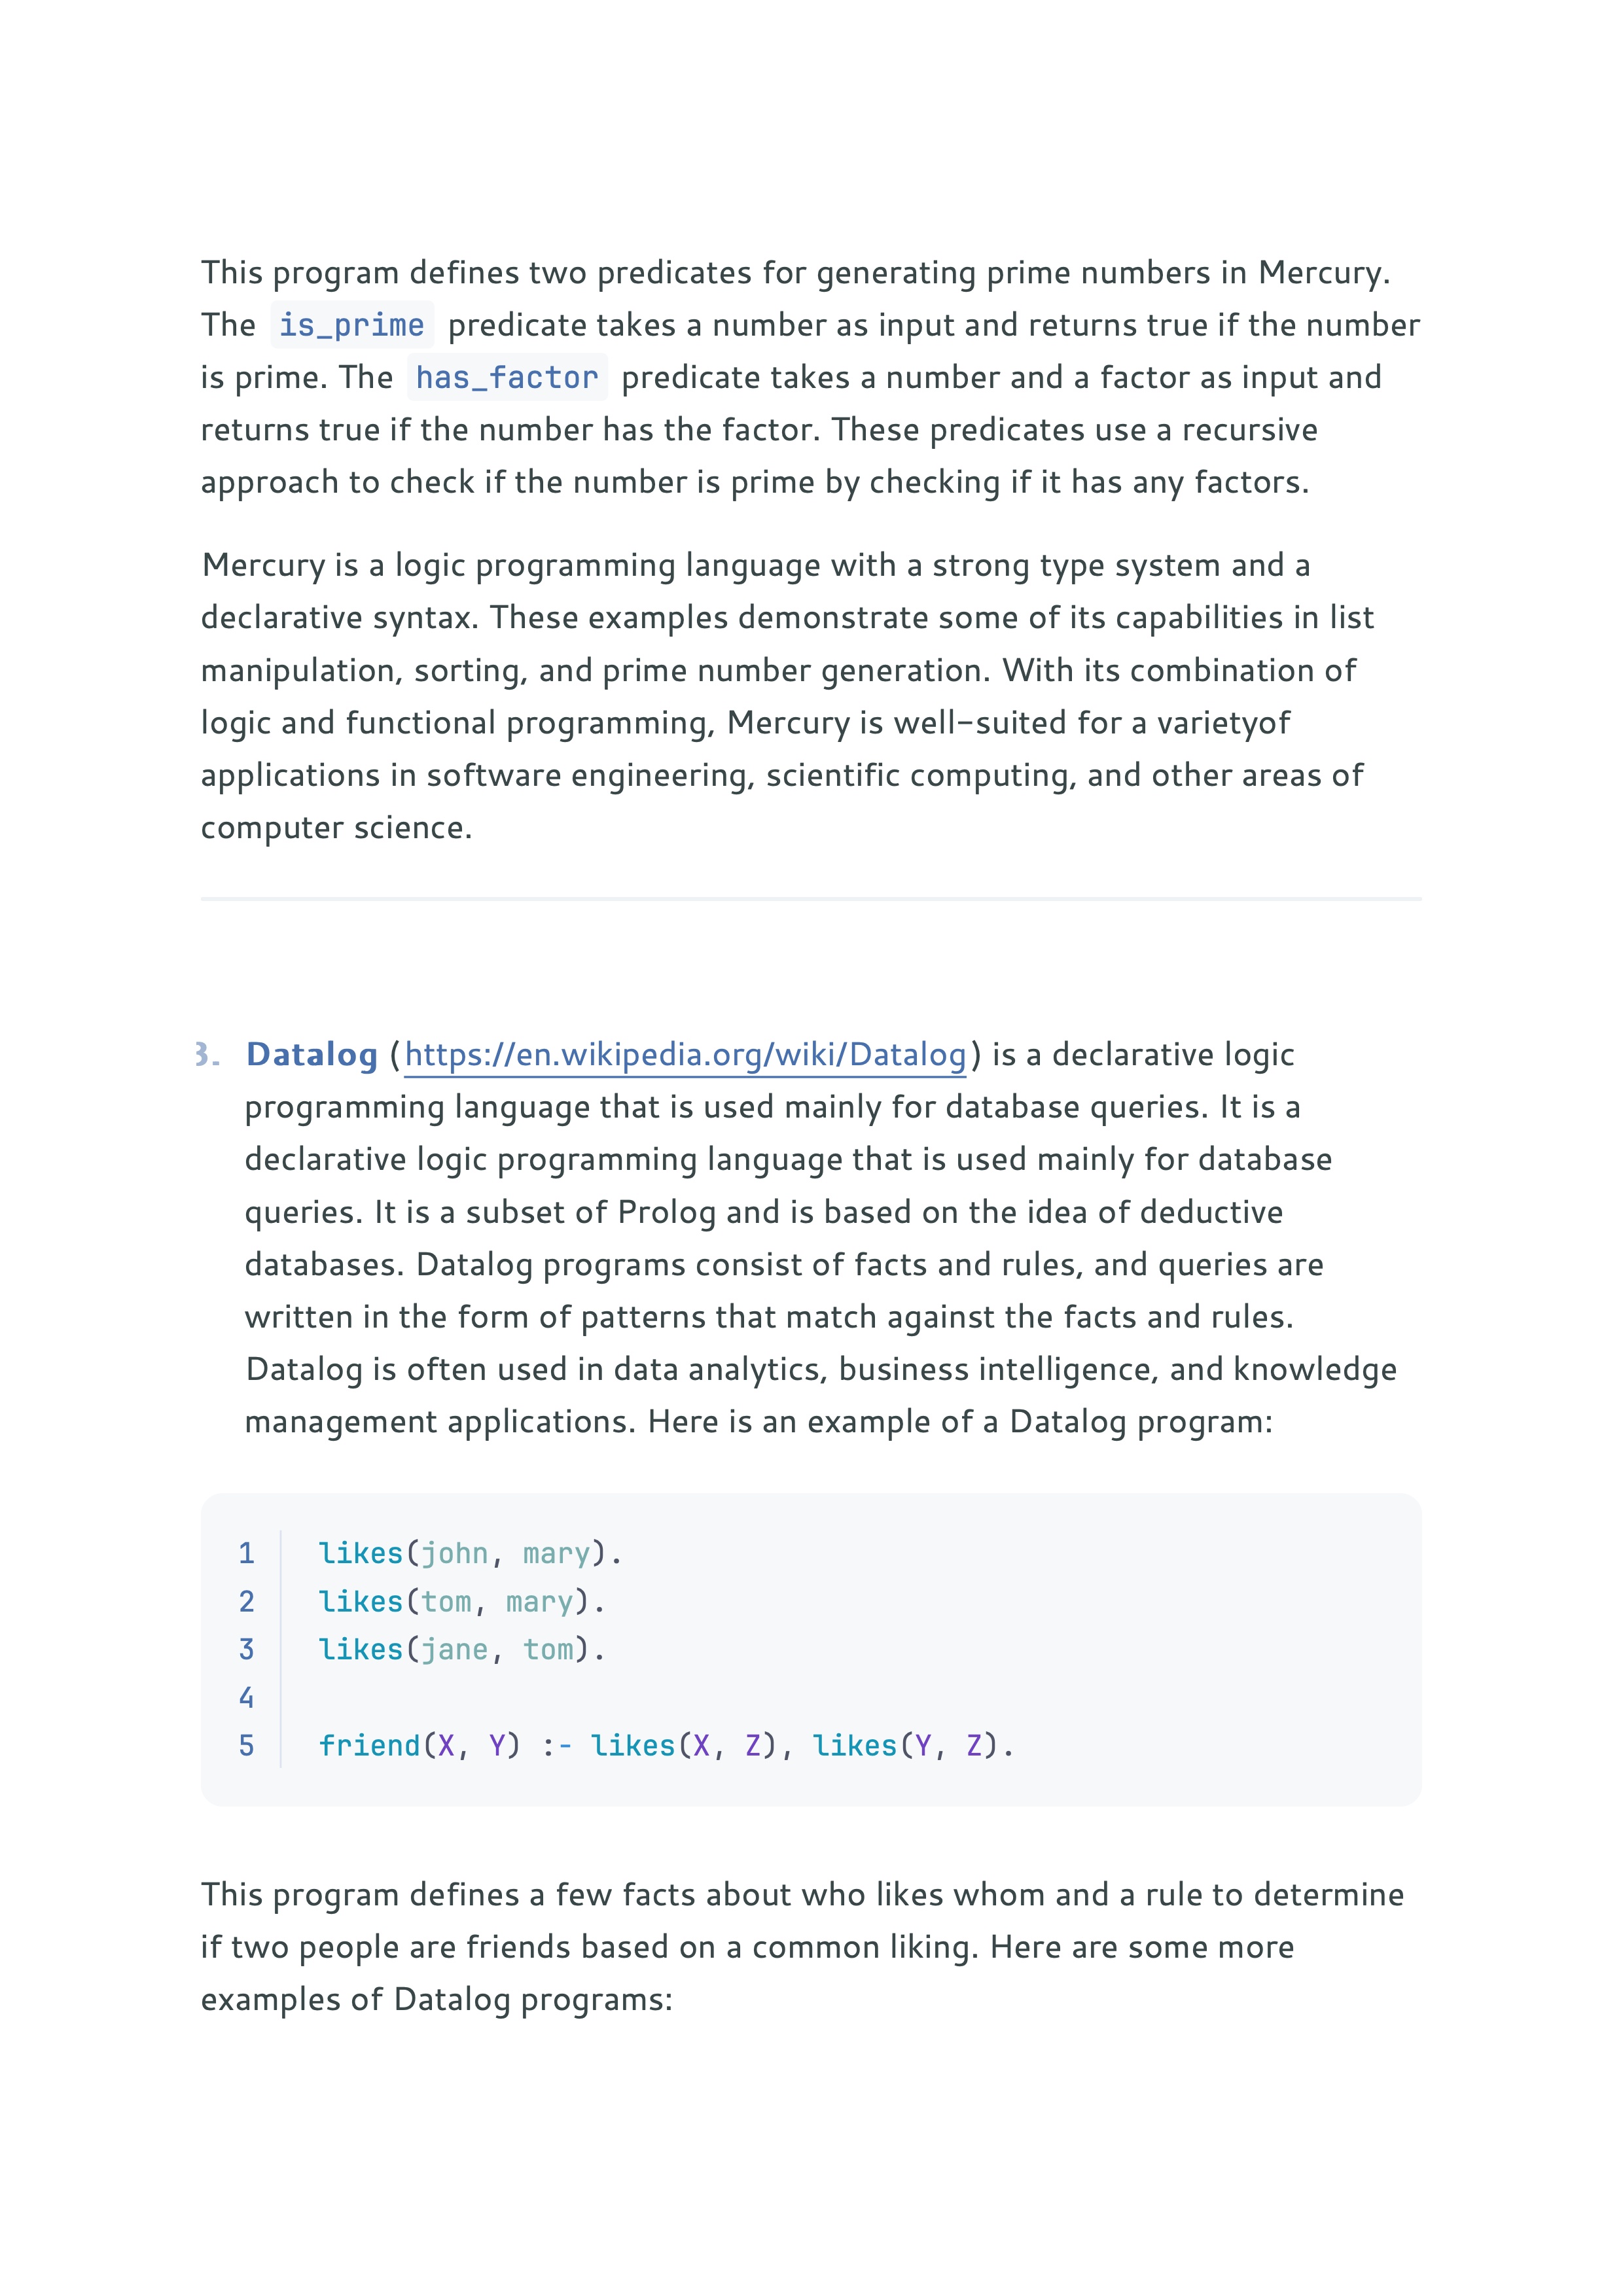 This program defines two predicates for generating prime numbers in Mercury.
The is_prime predicate takes a number as input and returns true if the number
is prime. The has_factor predicate takes a number and a factor as input and
returns true if the number has the factor. These predicates use a recursive
approach to check if the number is prime by checking if it has any factors.
Mercury is a logic programming language with a strong type system and a
declarative syntax. These examples demonstrate some of its capabilities in list
manipulation, sorting, and prime number generation. With its combination of
logic and functional programming, Mercury is well-suited for a varietyof
applications in software engineering, scientific computing, and other areas of
computer science.
3. Datalog (https://en.wikipedia.org/wiki/Datalog) is a declarative logic
programming language that is used mainly for database queries. It is a
declarative logic programming language that is used mainly for database
queries. It is a subset of Prolog and is based on the idea of deductive
databases. Datalog programs consist of facts and rules, and queries are
written in the form of patterns that match against the facts and rules.
Datalog is often used in data analytics, business intelligence, and knowledge
management applications. Here is an example of a Datalog program:
1 likes(john, mary).
2 likes(tom, mary).
3 likes(jane, tom).
4
5 friend(X, Y) :- likes(X, Z), likes(Y, Z).
This program defines a few facts about who likes whom and a rule to determine
if two people are friends based on a common liking. Here are some more
examples of Datalog programs: